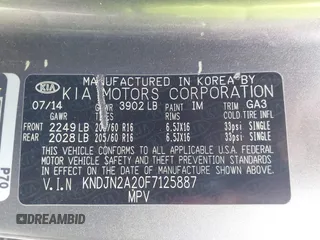 MANUFACTURED IN KOREA BY
KIA KIA MOTORS CORPORATION
07/14 GVWR 3902 LB PAINT IM TRIM GA3
GAWR TIRES RIMS COLD TIRE INFL
FRONT 2249 LB 205/60 R16 6.5JX16 33psi SINGLE
REAR 2028 LB 205/60 R16 6.5JX16 33psi SINGLE
THIS VEHICLE CONFORMS TO ALL APPLICABLE
U.S. FEDERAL MOTOR VEHICLE SAFETY, BUMPER,
AND THEFT PREVENTION STANDARDS IN EFFECT ON
THE DATE OF MANUFACTURE SHOWN ABOVE.
V.I.N KNDJN2A20F7125887
MPV
P70
DREAMBID